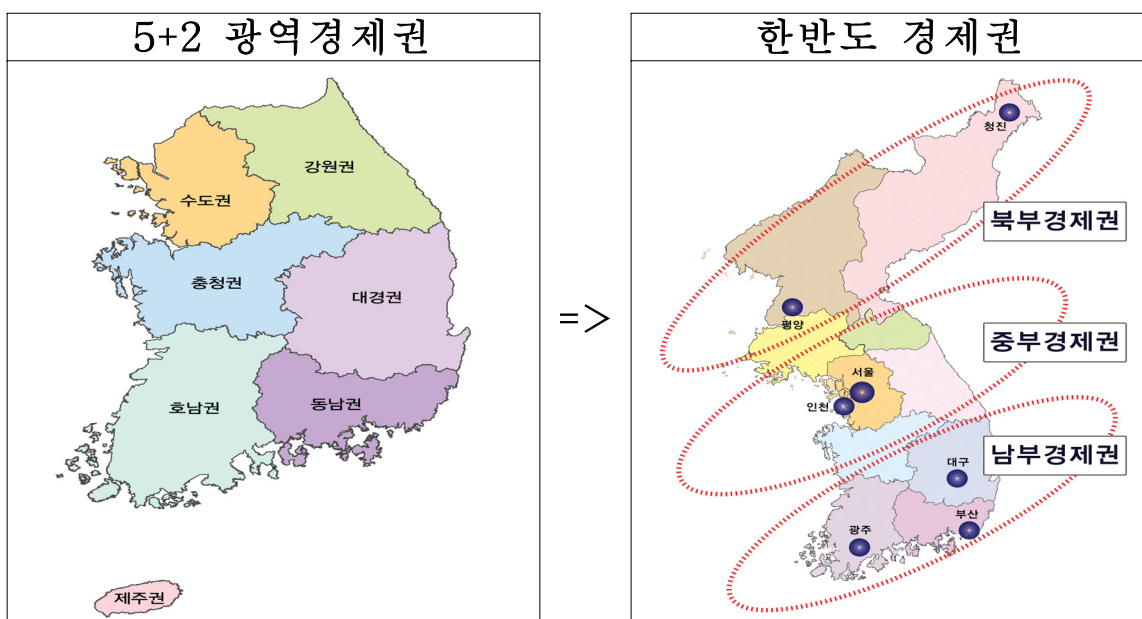 5+2 광역경제권
강원권
수도권
충청권
대경권
호남권
동남권
제주권
=>
한반도 경제권
청진
북부경제권
평양
중부경제권
서울
인천
남부경제권
대구
부산
광주